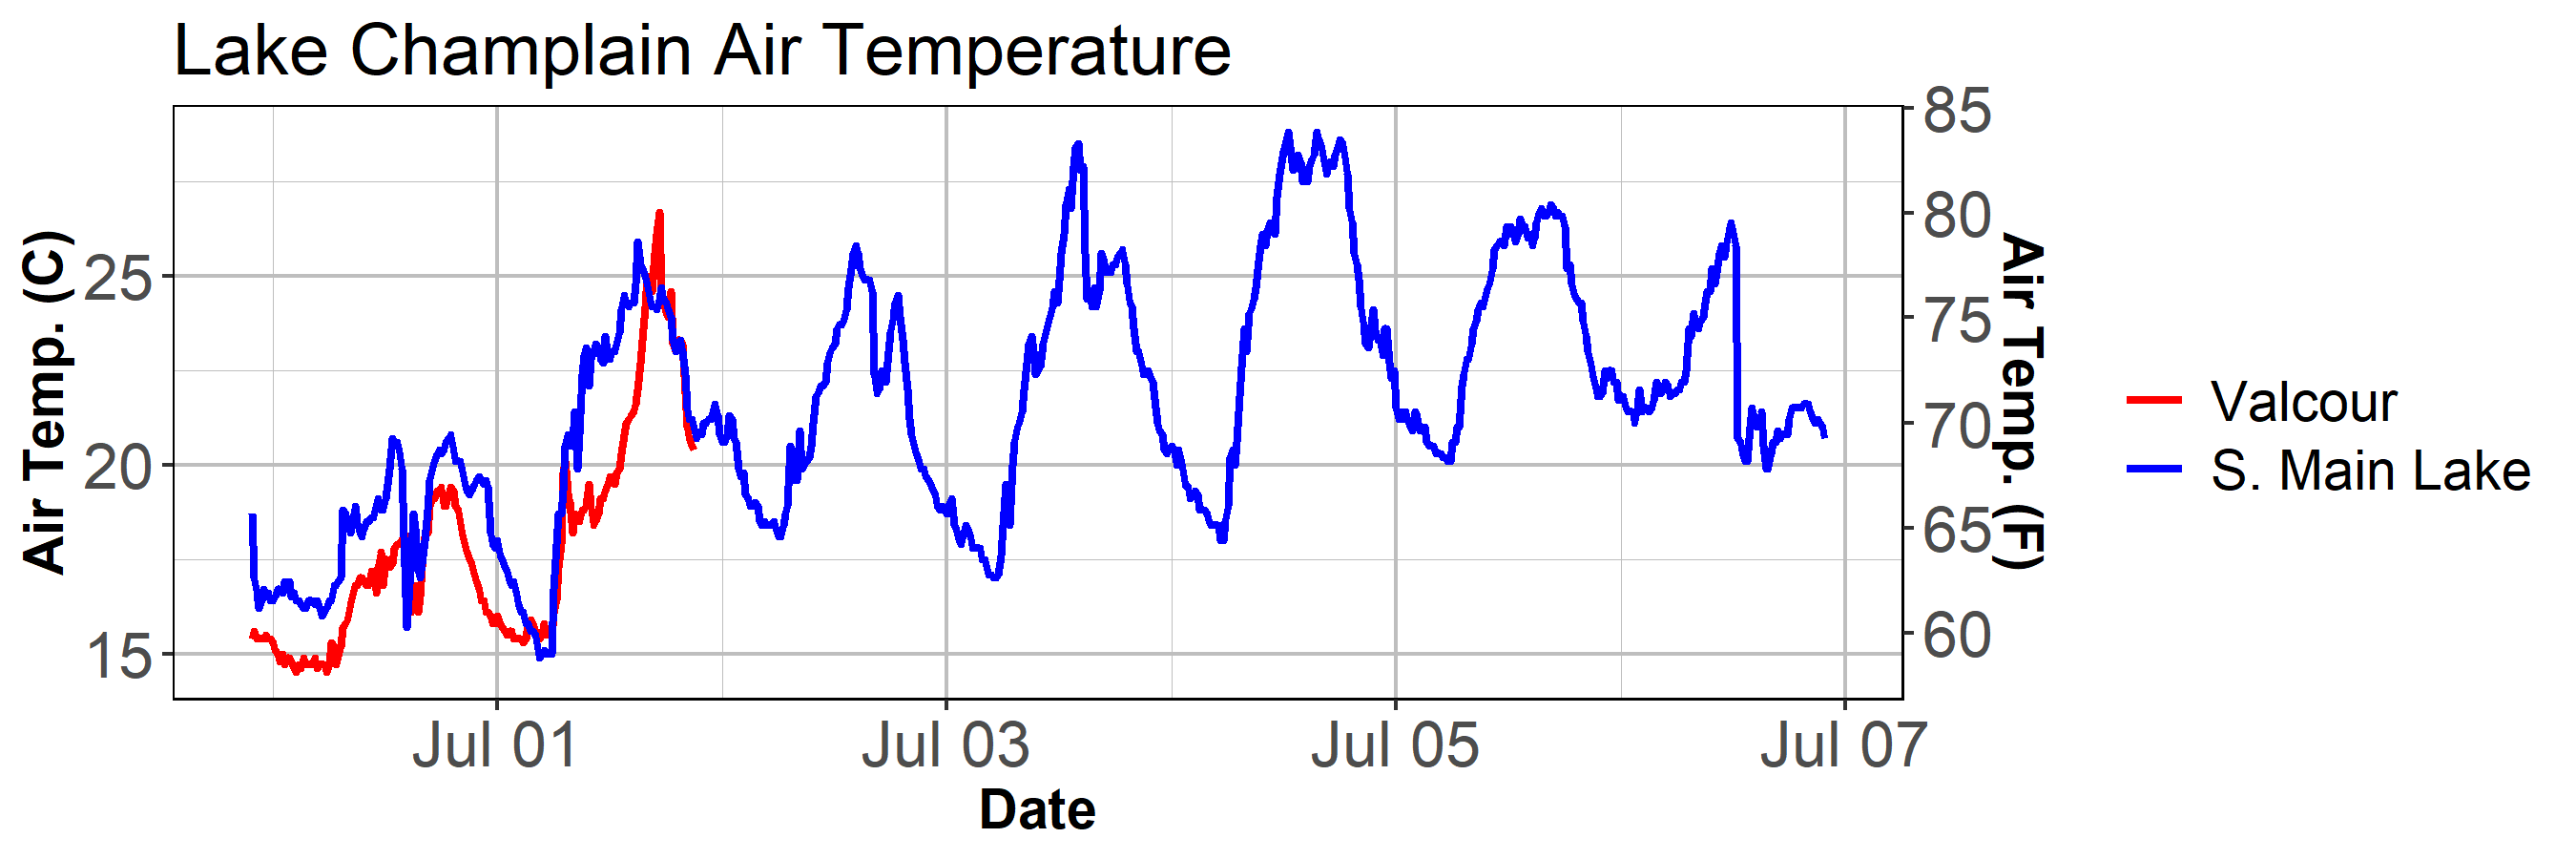 Lake Champlain Air Temperature
Air Temp. (C)
25
20
15
85
80
75
70
65
60
Air Temp. (F)
Jul 01 Jul 03 Jul 05 Jul 07
Date
Valcour
S. Main Lake